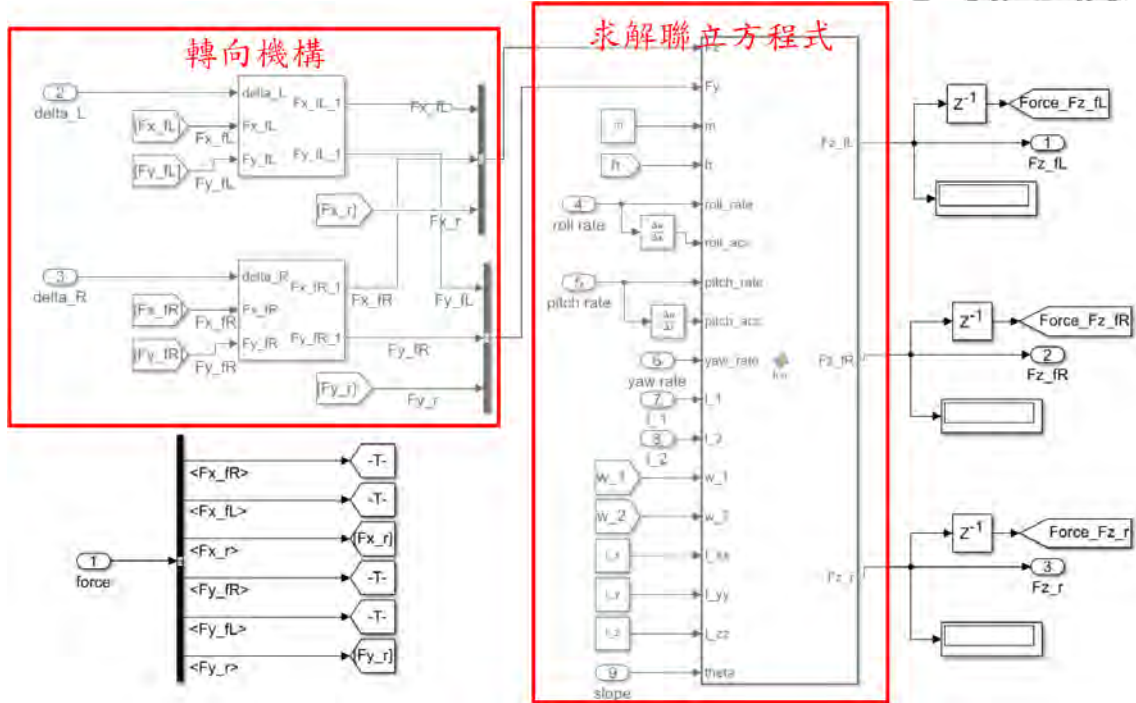 轉向機構
2
delta_L
[Fx_fL]
Fx_fL
[Fy_fL]
Fy_fL
delta_L
Fx_fL
Fy_fL
Fx_fL_1
Fy_fL_1
Fx_fL
[Fx_r]
Fx_r
3
delta_R
[Fx_fR]
Fx_fR
[Fy_fR]
Fy_fR
delta_R
Fx_fR
Fy_fR
Fx_fR_1
Fy_fR_1
Fx_fR
Fy_fL
Fy_fR
[Fy_r]
Fy_r
1
force
<Fx_fR>
-T-
<Fx_fL>
-T-
<Fx_r>
[Fx_r]
<Fy_fR>
-T-
<Fy_fL>
-T-
<Fy_r>
[Fy_r]
求解聯立方程式
Fy
m
m
h
4
roll rate
roll_rate
roll_acc
5
pitch rate
pitch_rate
pitch_acc
6
yaw rate
yaw_rate
7
l_1
l_1
8
l_2
l_2
w_1
w_1
w_2
w_2
I_xx
I_yy
I_zz
9
slope
theta
fcn
Fz_fL
Fz_fR
Fz_r
Z-1
Force_Fz_fL
1
Fz_fL
Z-1
Force_Fz_fR
2
Fz_fR
Z-1
Force_Fz_r
3
Fz_r